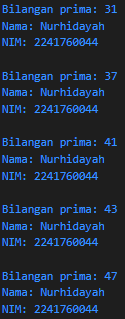 Bilangan prima: 31
Nama: Nurhidayah
NIM: 2241760044
Bilangan prima: 37
Nama: Nurhidayah
NIM: 2241760044
Bilangan prima: 41
Nama: Nurhidayah
NIM: 2241760044
Bilangan prima: 43
Nama: Nurhidayah
NIM: 2241760044
Bilangan prima: 47
Nama: Nurhidayah
NIM: 2241760044